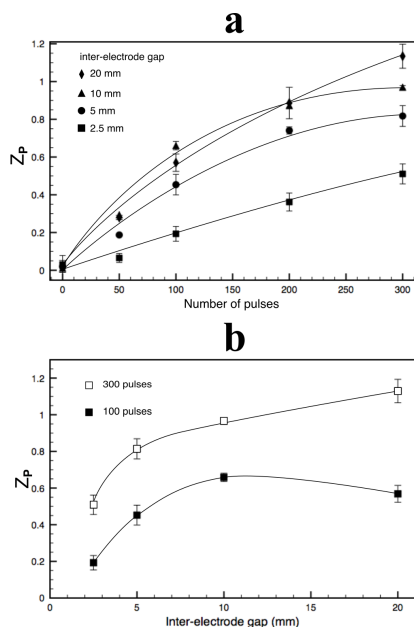 a
inter-electrode gap
20 mm
10 mm
5 mm
2.5 mm
Z_P
1.2
1
0.8
0.6
0.4
0.2
0
0 50 100 150 200 250 300
Number of pulses
b
300 pulses
100 pulses
Z_P
1.4
1.2
1
0.8
0.6
0.4
0.2
0
0 5 10 15 20
Inter-electrode gap (mm)